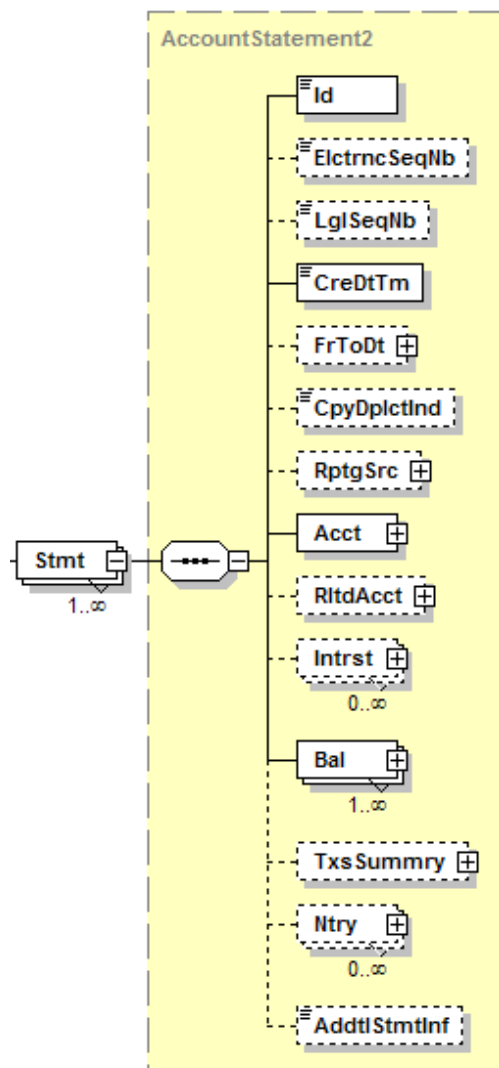 AccountStatement2
Id
ElctrncSeqNb
LglSeqNb
CreDtTm
FrToDt
CpyDplctInd
RptgSrc
Acct
Stmt
1..∞
RltdAcct
Intrst
0..∞
Bal
1..∞
TxsSummry
Ntry
0..∞
AddtlStmtInf